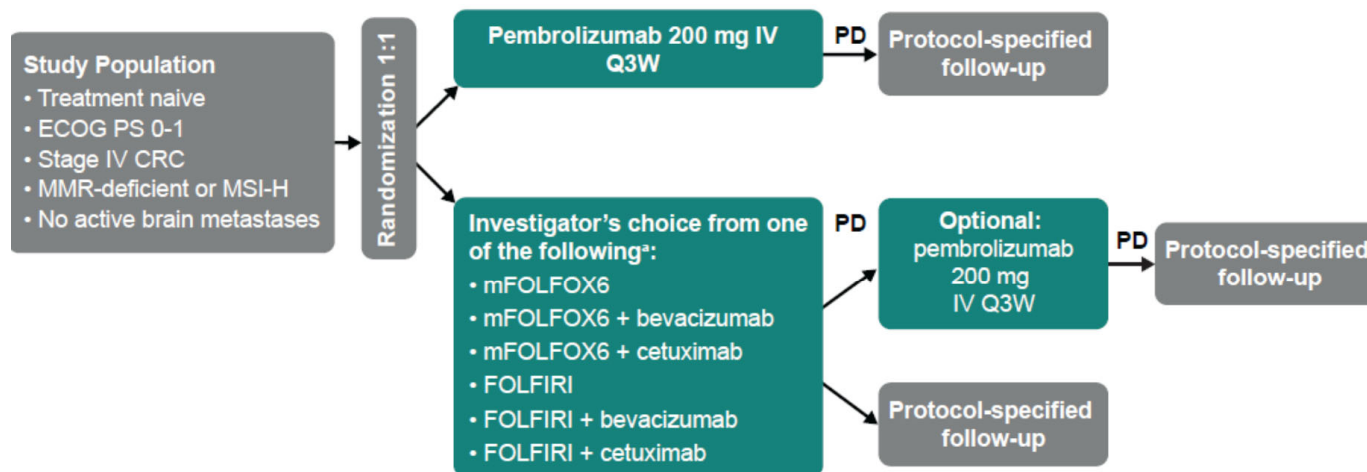 Study Population
• Treatment naive
• ECOG PS 0-1
• Stage IV CRC
• MMR-deficient or MSI-H
• No active brain metastases
Randomization 1:1
Pembrolizumab 200 mg IV
Q3W
PD
Protocol-specified
follow-up
Investigator's choice from one
of the followingᵃ:
• mFOLFOX6
• mFOLFOX6 + bevacizumab
• mFOLFOX6 + cetuximab
• FOLFIRI
• FOLFIRI + bevacizumab
• FOLFIRI + cetuximab
PD
Optional:
pembrolizumab
200 mg
IV Q3W
PD
Protocol-specified
follow-up
Protocol-specified
follow-up